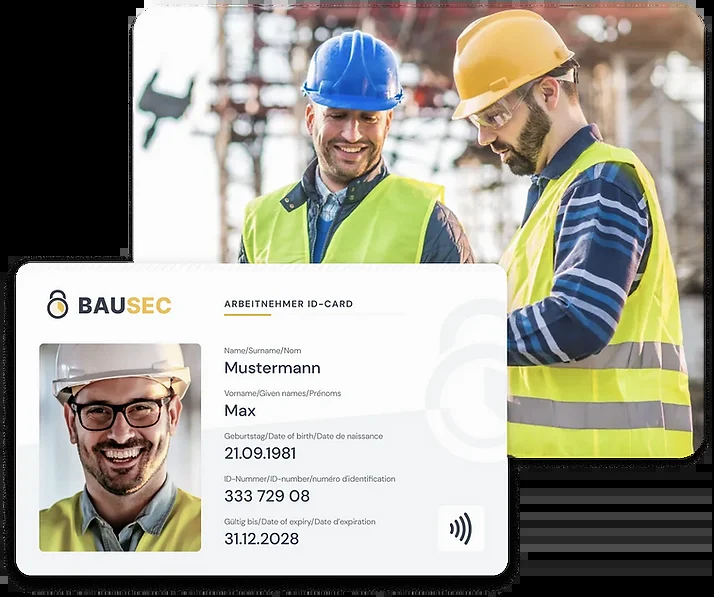 BAUSEC
ARBEITNEHMER ID-CARD
Name/Surname/Nom
Mustermann
Vorname/Given names/Prénoms
Max
Geburtstag/Date of birth/Date de naissance
21.09.1981
ID-Nummer/ID-number/numéro d'identification
333 729 08
Gültig bis/Date of expiry/Date d'expiration
31.12.2028